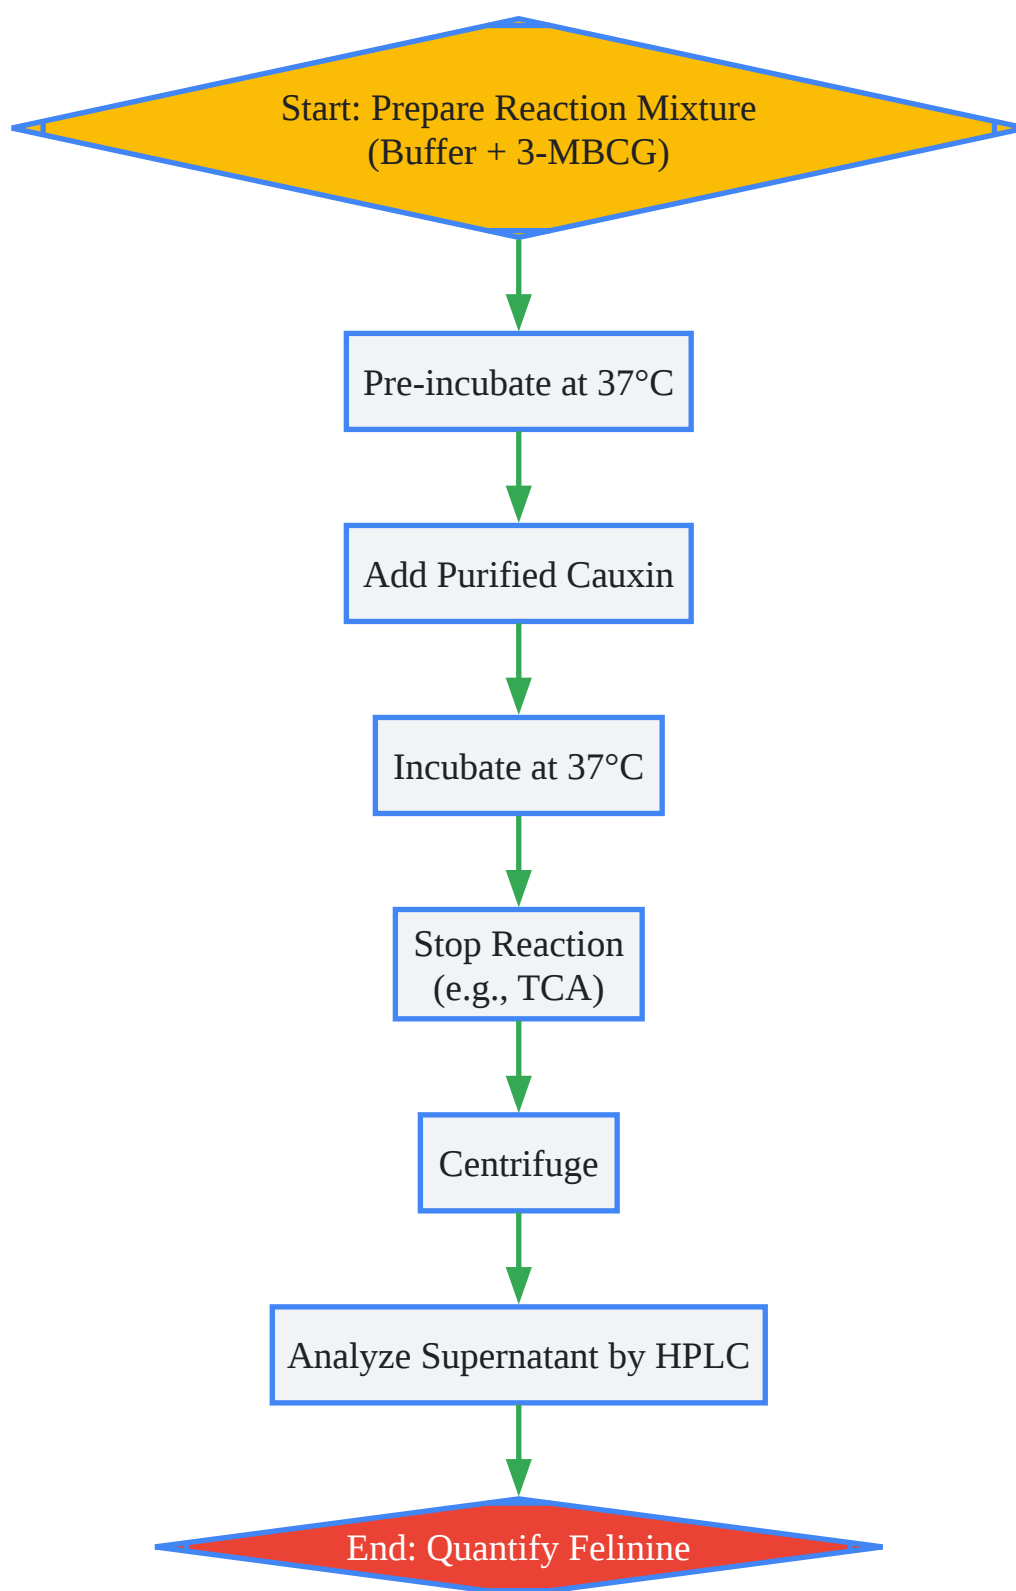 Start: Prepare Reaction Mixture
(Buffer + 3-MBCG)
Pre-incubate at 37°C
Add Purified Cauxin
Incubate at 37°C
Stop Reaction
(e.g., TCA)
Centrifuge
Analyze Supernatant by HPLC
End: Quantify Felinine